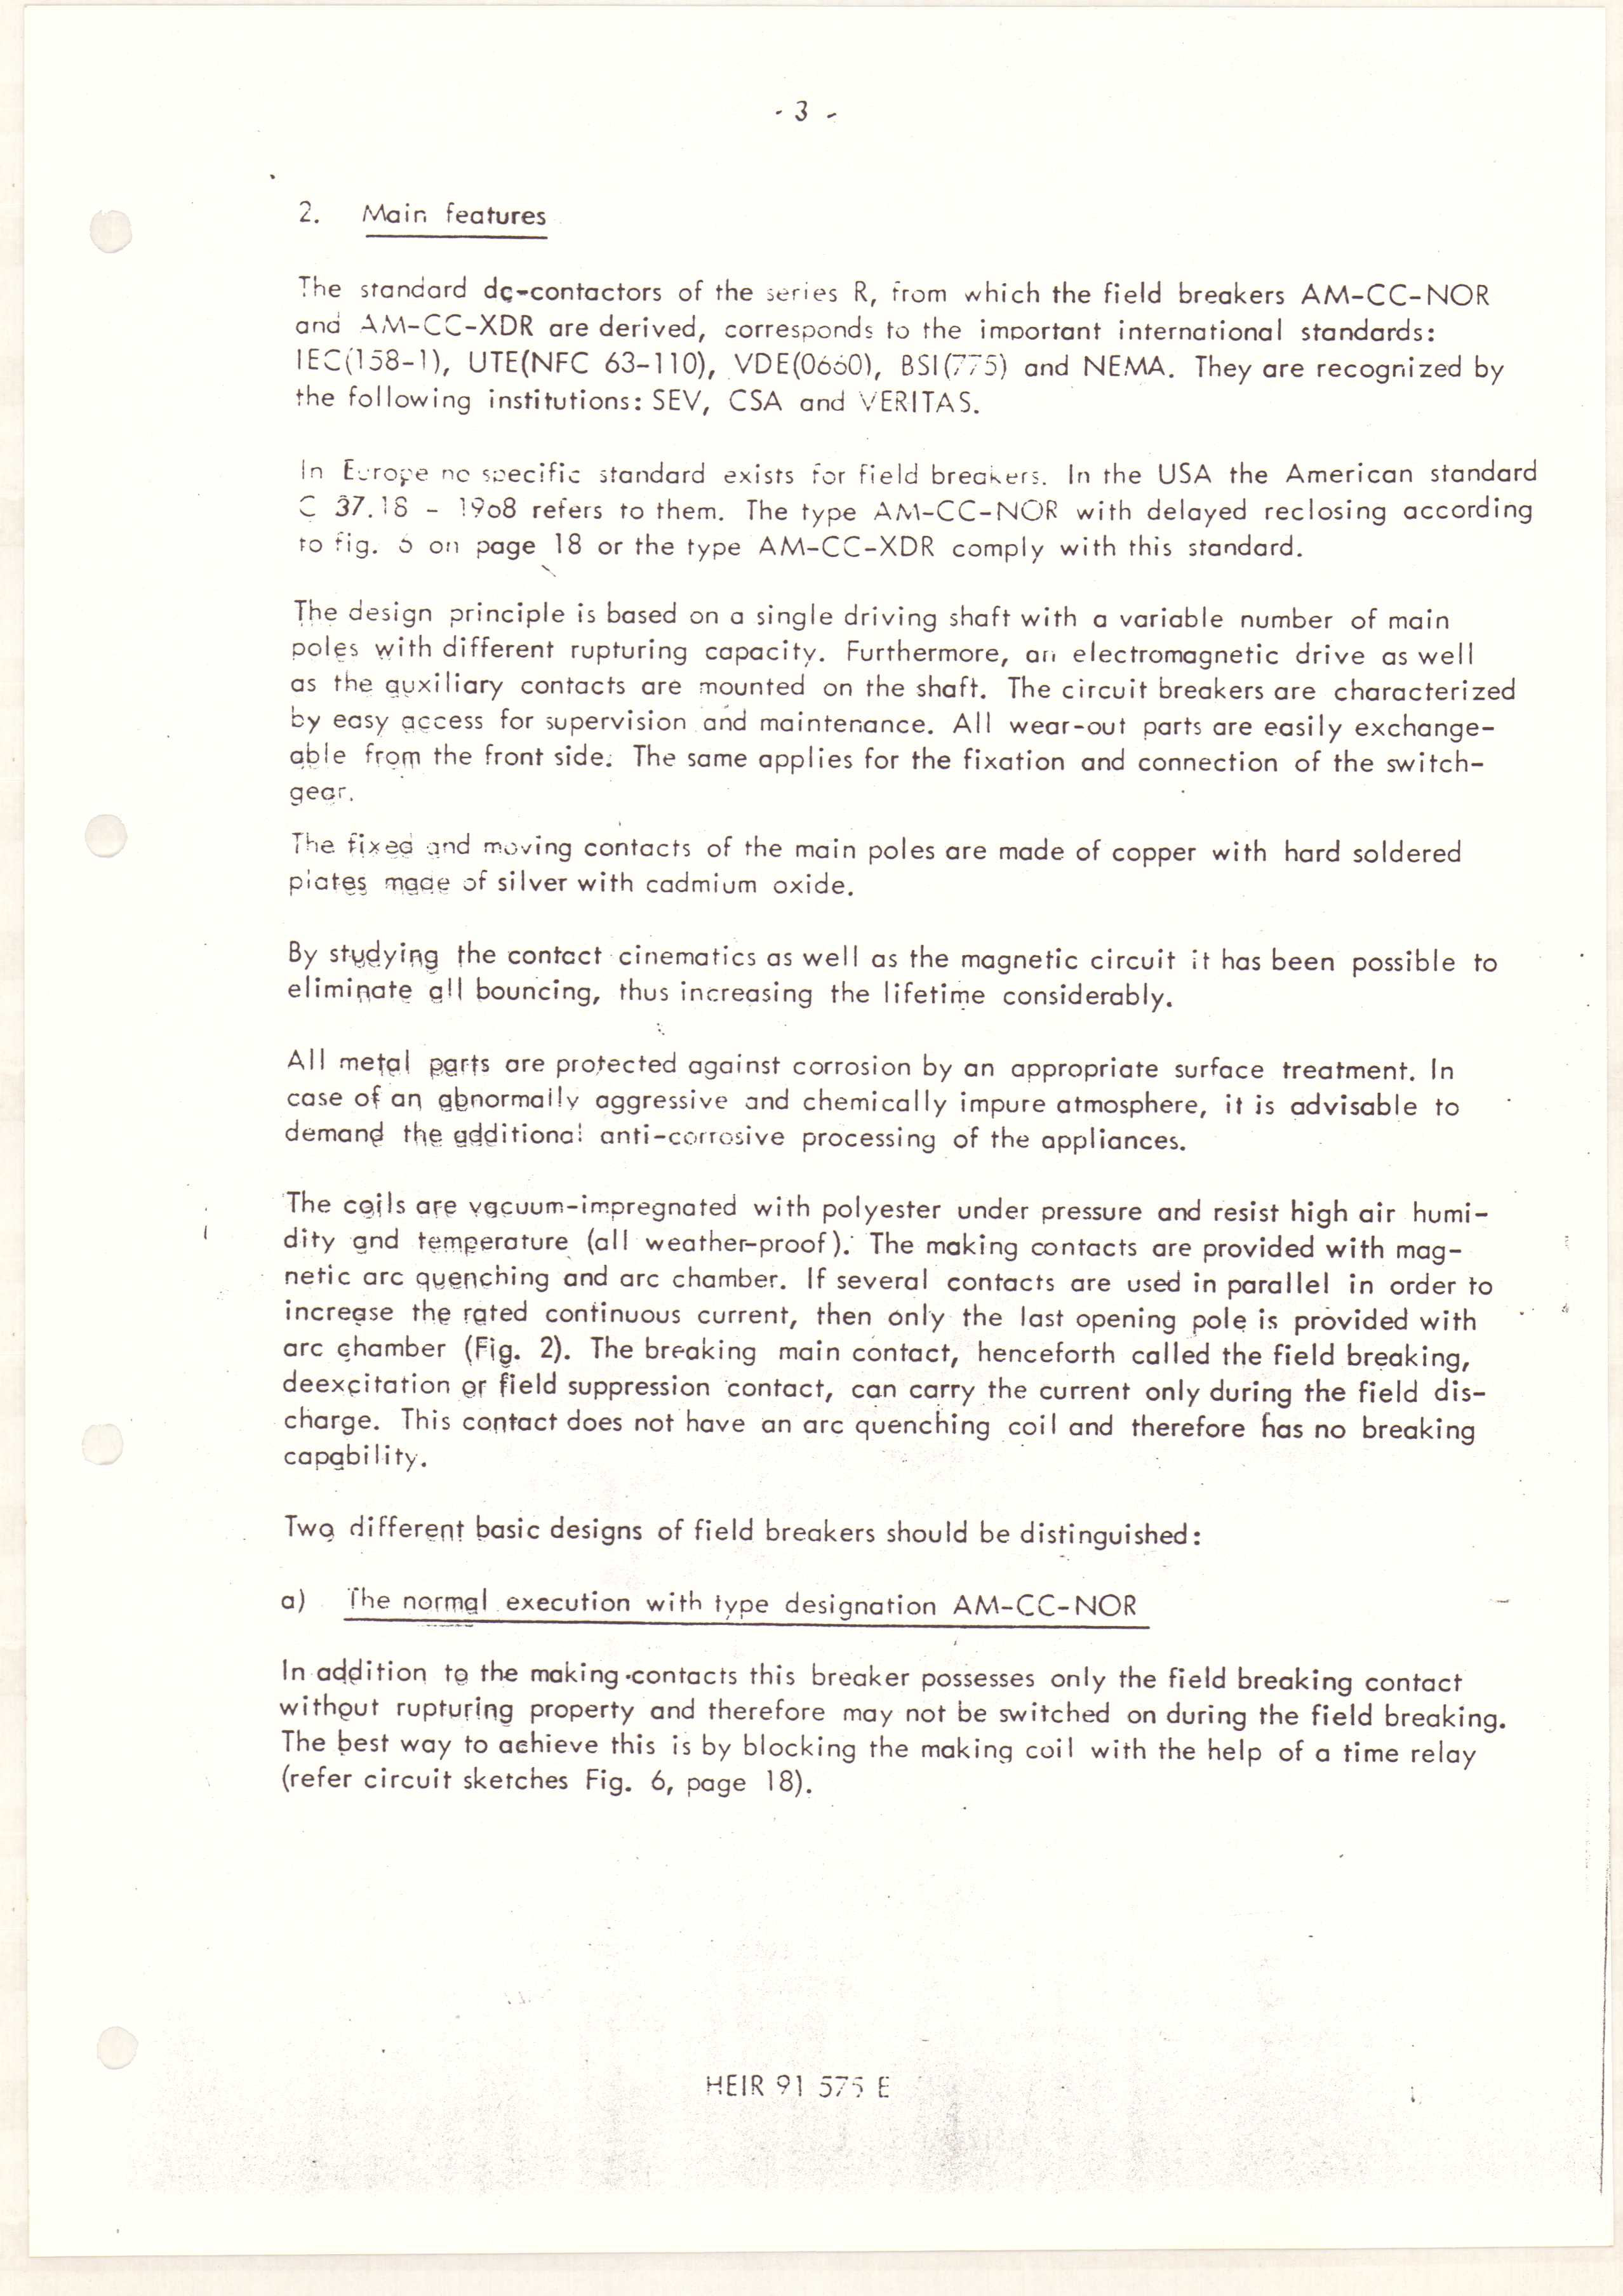 - 3 -
2. Main features
The standard dc-contactors of the series R, from which the field breakers AM-CC-NOR
and AM-CC-XDR are derived, corresponds to the important international standards:
IEC(158-1), UTE(NFC 63-110), VDE(0660), BSI(775) and NEMA. They are recognized by
the following institutions: SEV, CSA and VERITAS.
In Europe no specific standard exists for field breakers. In the USA the American standard
C 37.18 - 1968 refers to them. The type AM-CC-NOR with delayed reclosing according
to fig. 6 on page 18 or the type AM-CC-XDR comply with this standard.
The design principle is based on a single driving shaft with a variable number of main
poles with different rupturing capacity. Furthermore, an electromagnetic drive as well
as the auxiliary contacts are mounted on the shaft. The circuit breakers are characterized
by easy access for supervision and maintenance. All wear-out parts are easily exchange-
able from the front side. The same applies for the fixation and connection of the switch-
gear.
The fixed and moving contacts of the main poles are made of copper with hard soldered
plates made of silver with cadmium oxide.
By studying the contact cinematics as well as the magnetic circuit it has been possible to
eliminate all bouncing, thus increasing the lifetime considerably.
All metal parts are protected against corrosion by an appropriate surface treatment. In
case of an abnormally aggressive and chemically impure atmosphere, it is advisable to
demand the additional anti-corrosive processing of the appliances.
The coils are vacuum-impregnated with polyester under pressure and resist high air humi-
dity and temperature (all weather-proof). The making contacts are provided with mag-
netic arc quenching and arc chamber. If several contacts are used in parallel in order to
increase the rated continuous current, then only the last opening pole is provided with
arc chamber (Fig. 2). The breaking main contact, henceforth called the field breaking,
deexcitation or field suppression contact, can carry the current only during the field dis-
charge. This contact does not have an arc quenching coil and therefore has no breaking
capability.
Two different basic designs of field breakers should be distinguished:
a) The normal execution with type designation AM-CC-NOR
In addition to the making contacts this breaker possesses only the field breaking contact
without rupturing property and therefore may not be switched on during the field breaking.
The best way to achieve this is by blocking the making coil with the help of a time relay
(refer circuit sketches Fig. 6, page 18).
HEIR 91 575 E